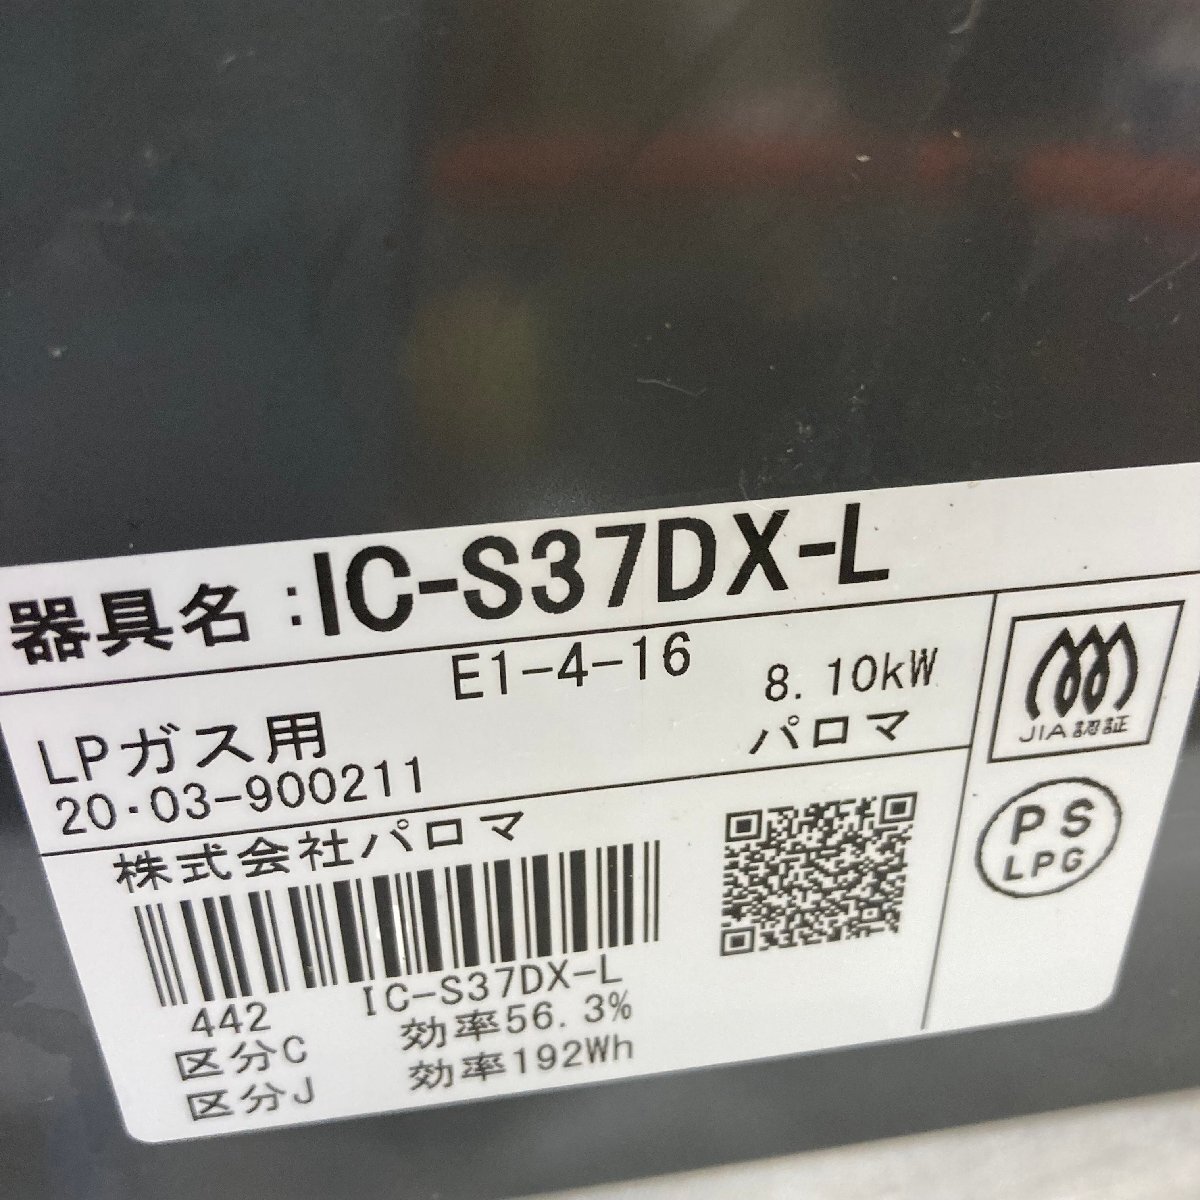 器具名:IC-S37DX-L
E1-4-16
LPガス用 8.10kW
20・03-900211 パロマ
株式会社パロマ
442 IC-S37DX-L
区分C 効率56.3%
区分J 効率192Wh
JIA認証
PS
LPG